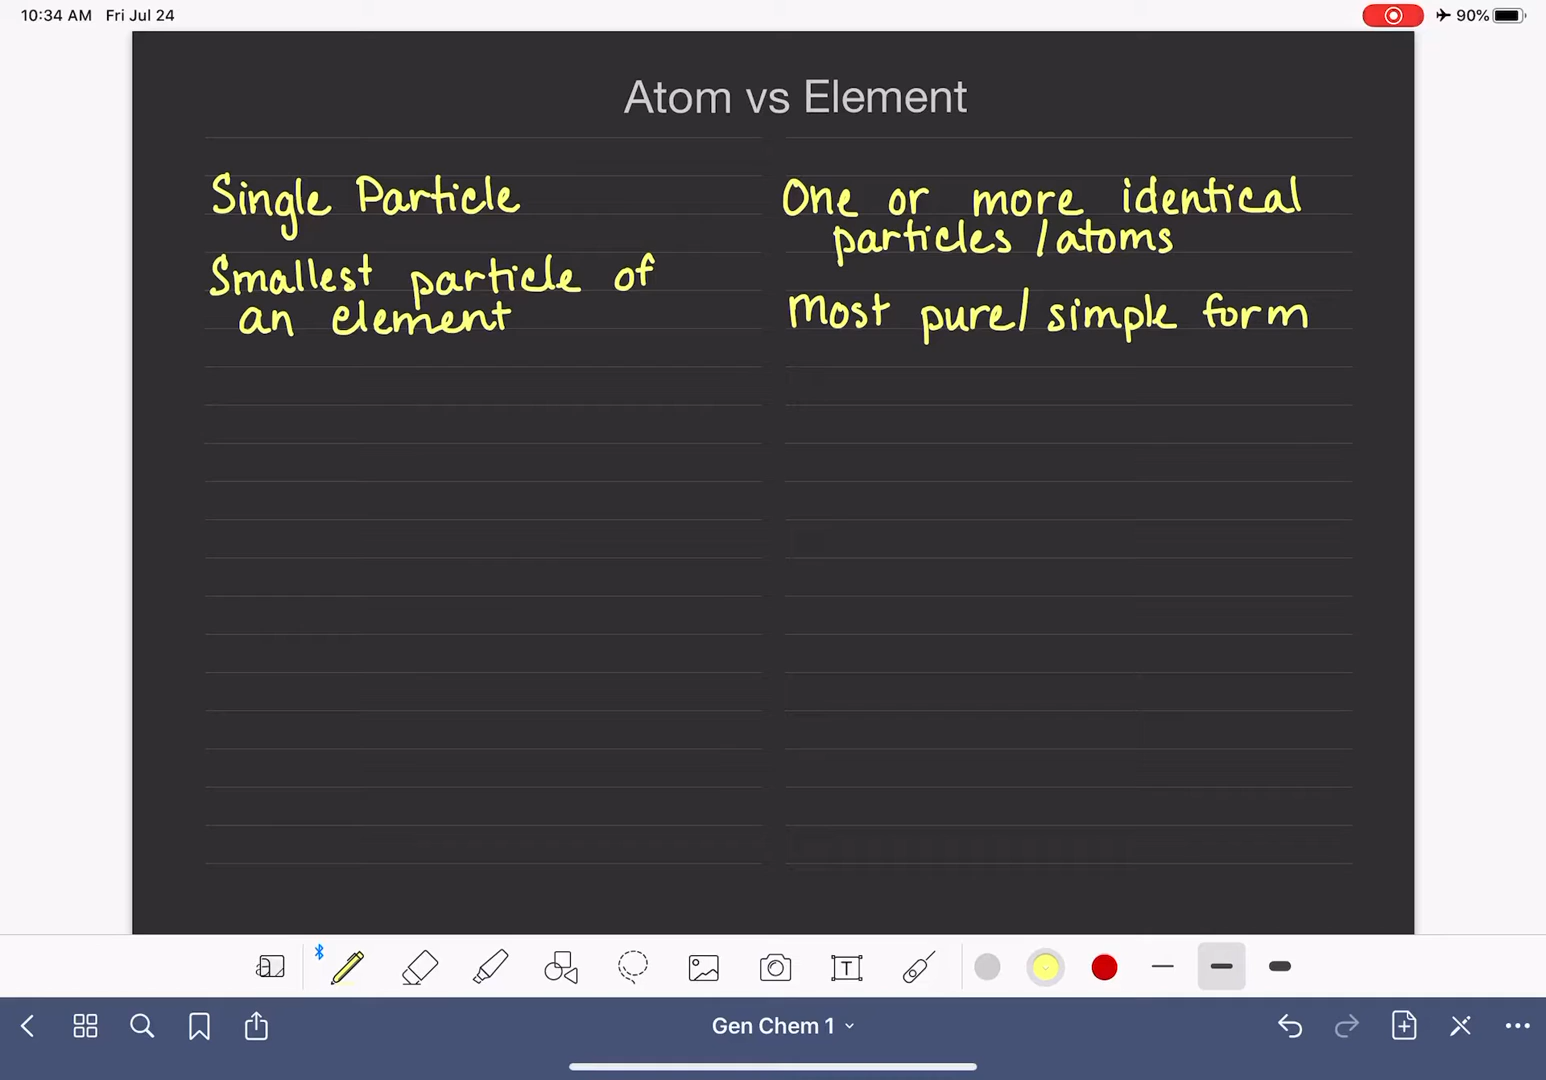 10:34 AM Fri Jul 24
90%
Atom vs Element
Single Particle
Smallest particle of
an element
One or more identical
particles / atoms
Most pure/ simple form
T
Gen Chem 1